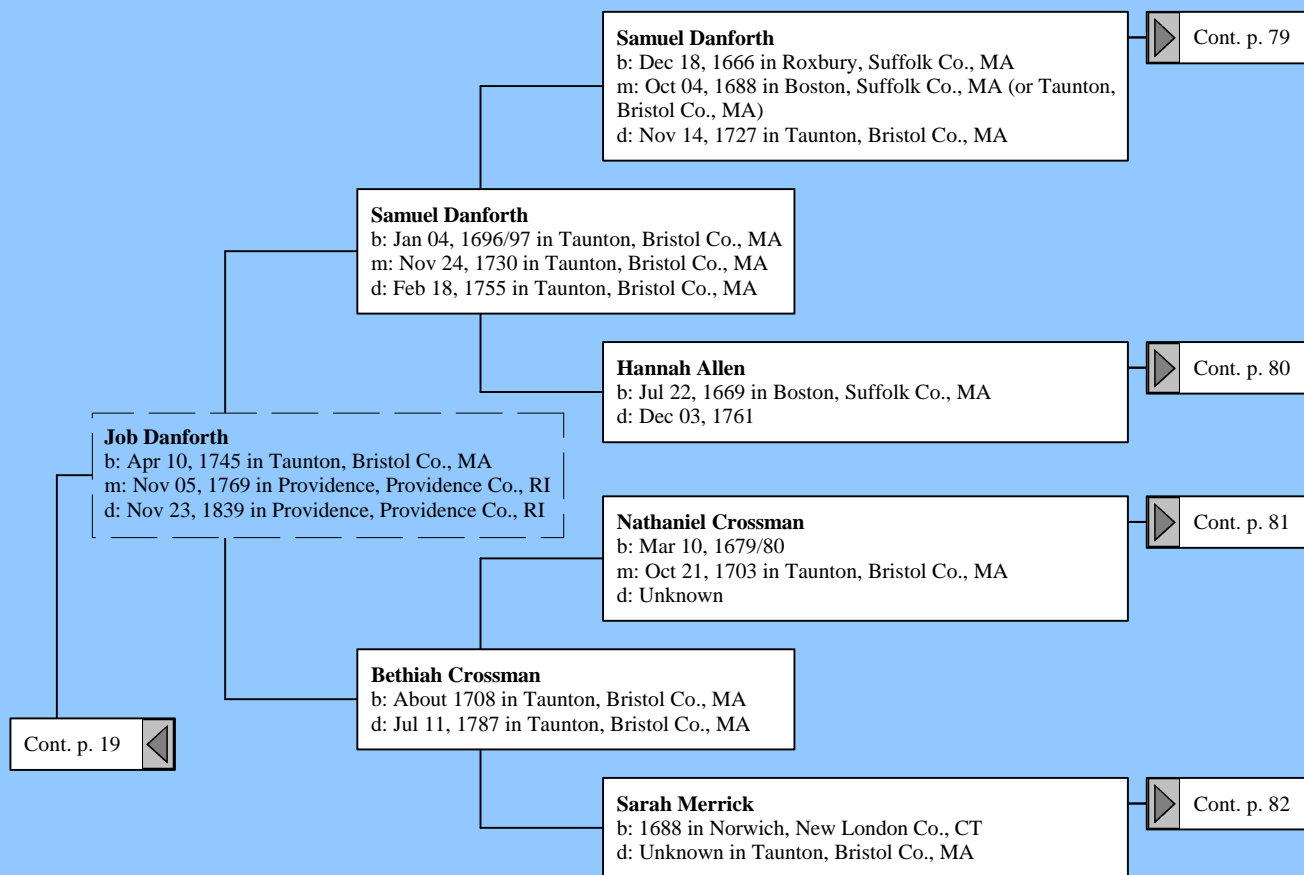 Samuel Danforth
b: Dec 18, 1666 in Roxbury, Suffolk Co., MA
m: Oct 04, 1688 in Boston, Suffolk Co., MA (or Taunton,
Bristol Co., MA)
d: Nov 14, 1727 in Taunton, Bristol Co., MA
Cont. p. 79
Samuel Danforth
b: Jan 04, 1696/97 in Taunton, Bristol Co., MA
m: Nov 24, 1730 in Taunton, Bristol Co., MA
d: Feb 18, 1755 in Taunton, Bristol Co., MA
Hannah Allen
b: Jul 22, 1669 in Boston, Suffolk Co., MA
d: Dec 03, 1761
Cont. p. 80
Job Danforth
b: Apr 10, 1745 in Taunton, Bristol Co., MA
m: Nov 05, 1769 in Providence, Providence Co., RI
d: Nov 23, 1839 in Providence, Providence Co., RI
Nathaniel Crossman
b: Mar 10, 1679/80
m: Oct 21, 1703 in Taunton, Bristol Co., MA
d: Unknown
Cont. p. 81
Bethiah Crossman
b: About 1708 in Taunton, Bristol Co., MA
d: Jul 11, 1787 in Taunton, Bristol Co., MA
Cont. p. 19
Sarah Merrick
b: 1688 in Norwich, New London Co., CT
d: Unknown in Taunton, Bristol Co., MA
Cont. p. 82